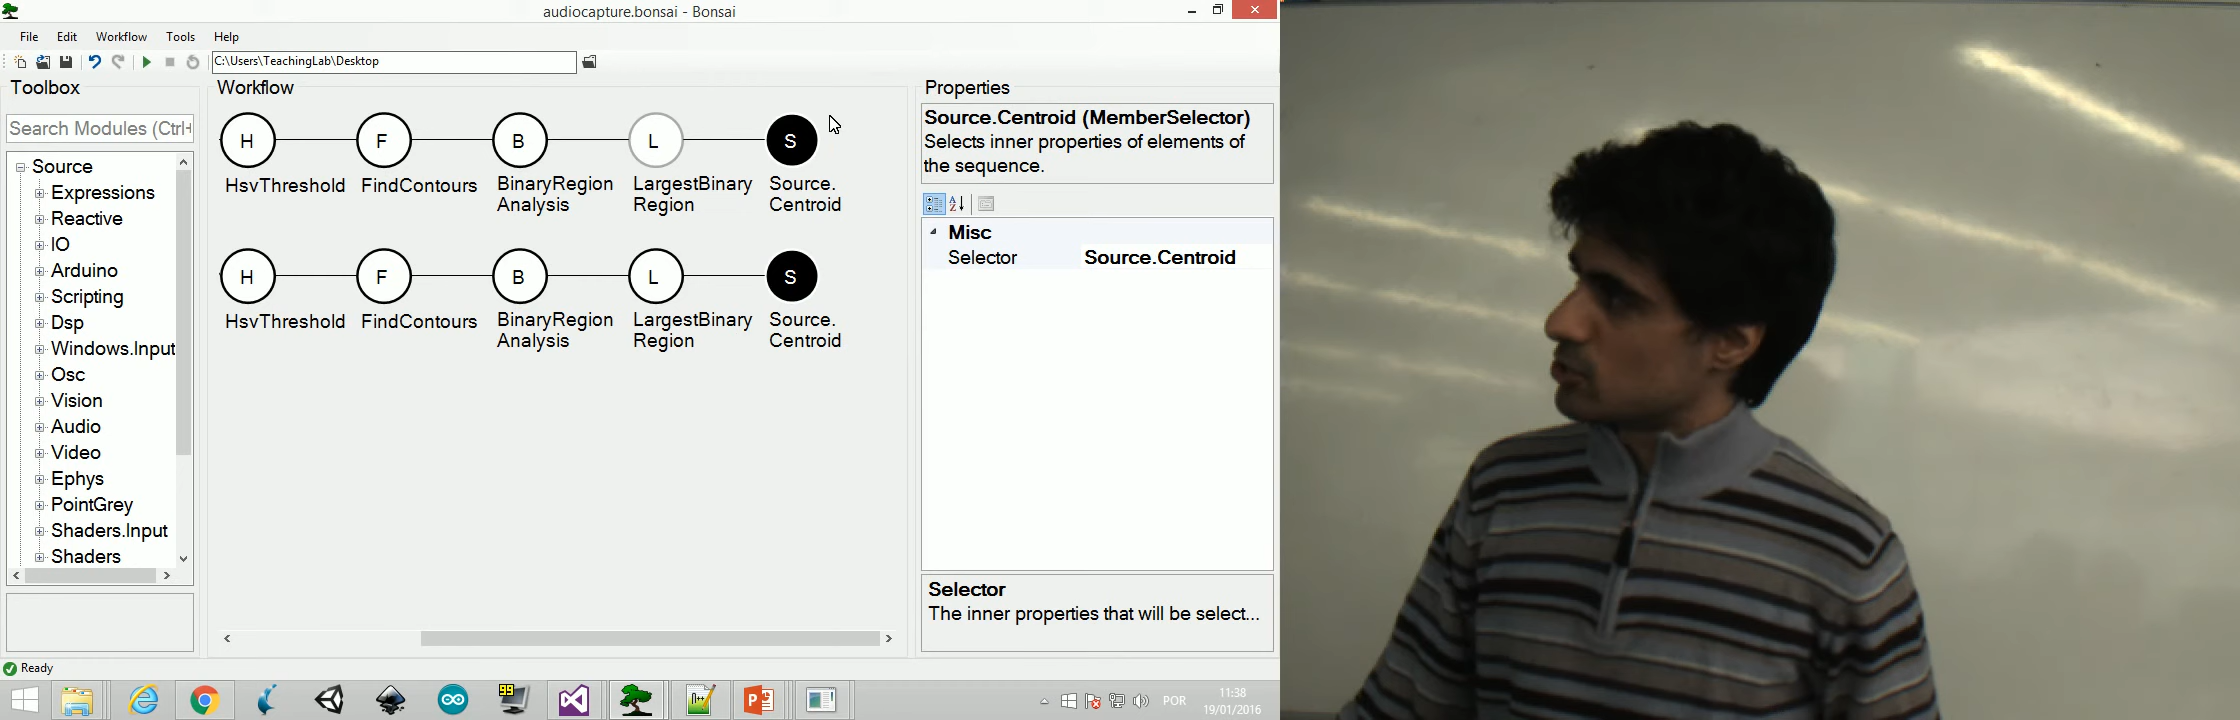 audiocapture.bonsai - Bonsai
File Edit Workflow Tools Help
C:\Users\TeachingLab\Desktop
Toolbox
Search Modules (Ctrl+
Source
Expressions
Reactive
IO
Arduino
Scripting
Dsp
Windows.Input
Osc
Vision
Audio
Video
Ephys
PointGrey
Shaders.Input
Shaders
Workflow
H F B L S
HsvThreshold FindContours BinaryRegion Analysis LargestBinary Region Source. Centroid
H F B L S
HsvThreshold FindContours BinaryRegion Analysis LargestBinary Region Source. Centroid
Properties
Source.Centroid (MemberSelector)
Selects inner properties of elements of
the sequence.
Misc
Selector Source.Centroid
Selector
The inner properties that will be select...
Ready
99
POR
11:38
19/01/2016